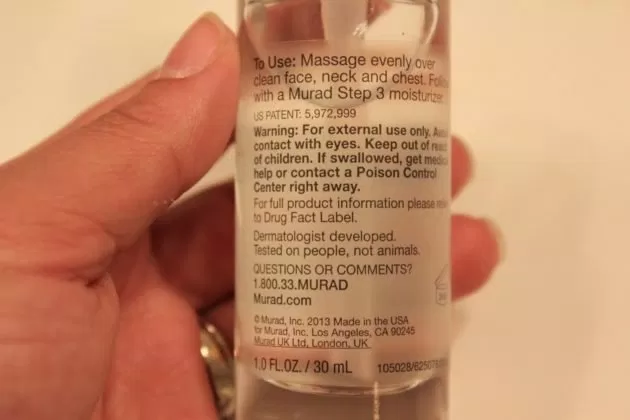 To Use: Massage evenly over
clean face, neck and chest.
with a Murad Step 3 moisturizer.
US PATENT: 5,972,999
Warning: For external use only.
contact with eyes. Keep out of
of children. If swallowed, get
help or contact a Poison Control
Center right away.
For full product information please
to Drug Fact Label.
Dermatologist developed.
Tested on people, not animals.
QUESTIONS OR COMMENTS?
1.800.33.MURAD
Murad.com
© Murad, Inc. 2013 Made in the USA
for Murad, Inc. Los Angeles, CA 90245
Murad UK Ltd, London, UK
1.0 FL.OZ. / 30 mL